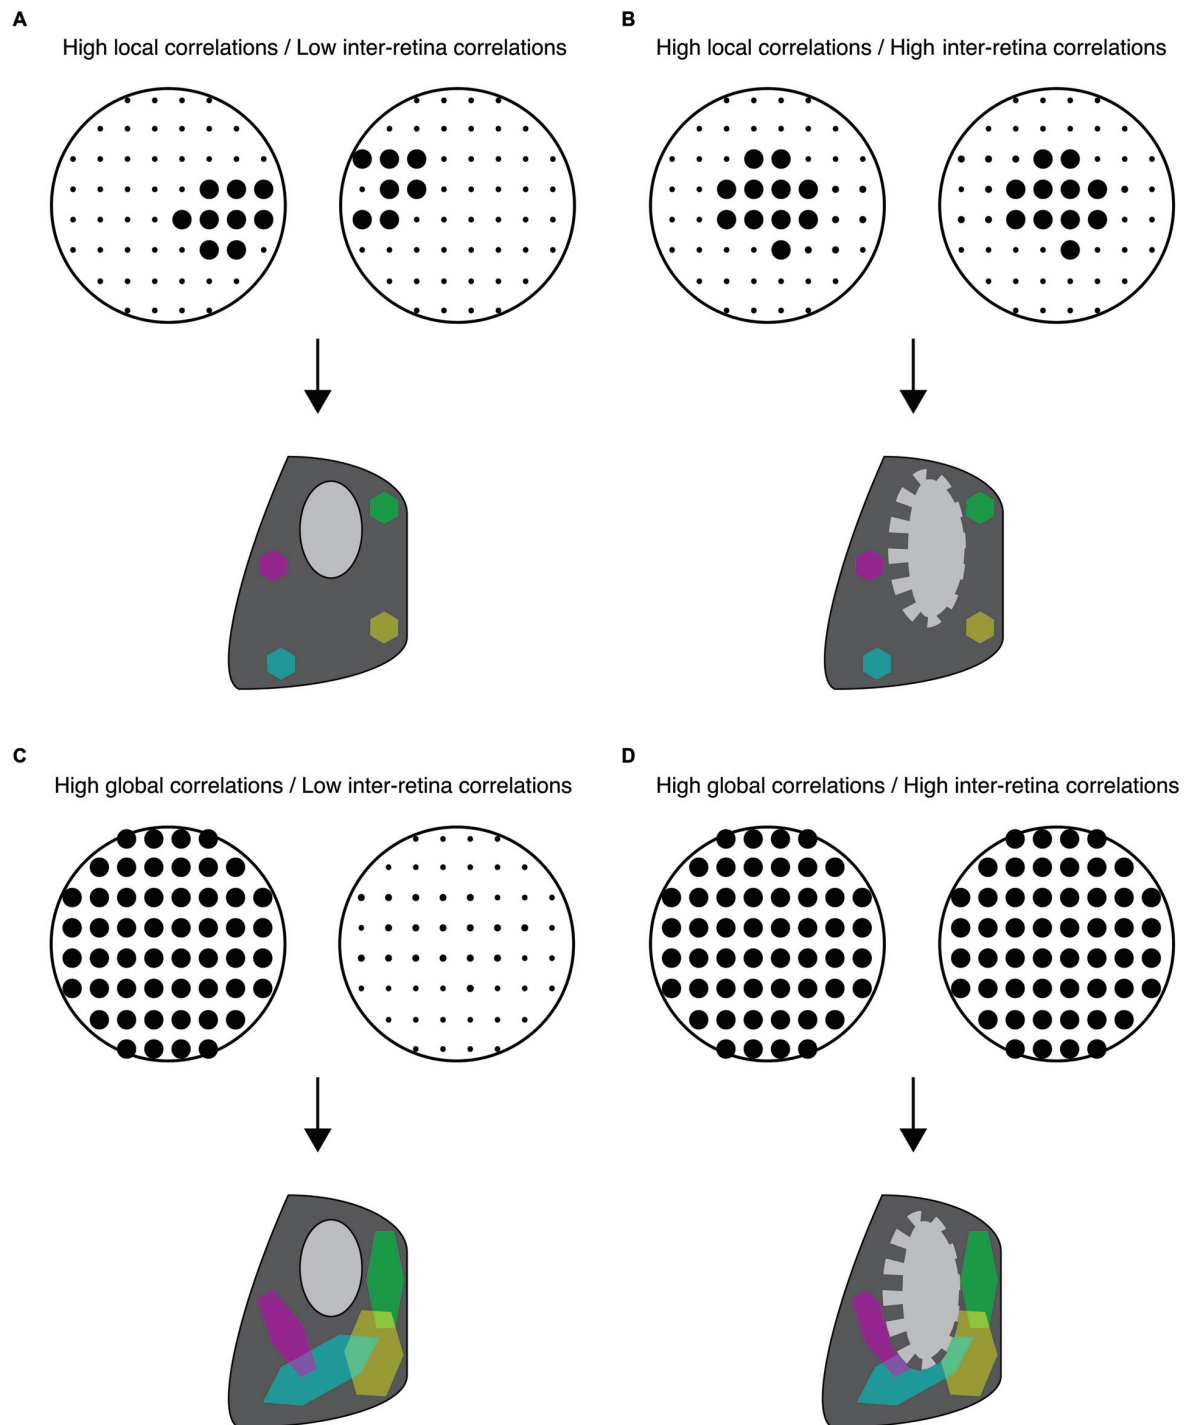 A
High local correlations / Low inter-retina correlations
B
High local correlations / High inter-retina correlations
C
High global correlations / Low inter-retina correlations
D
High global correlations / High inter-retina correlations